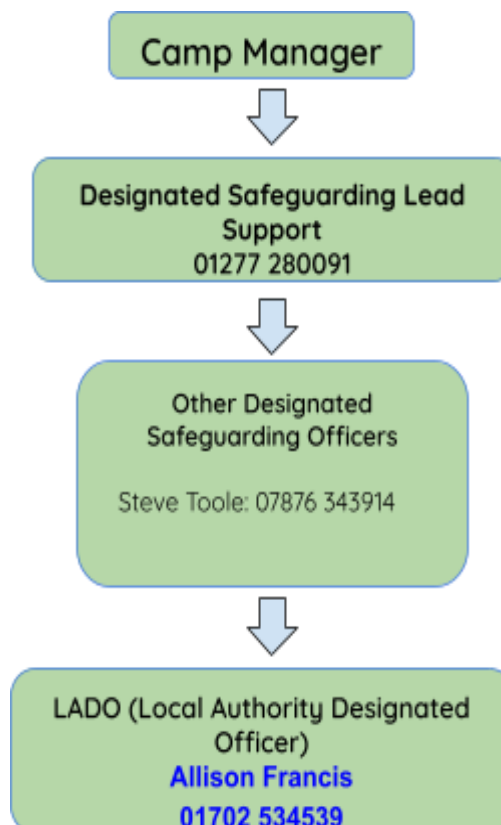 Camp Manager
Designated Safeguarding Lead
Support
01277 280091
Other Designated
Safeguarding Officers
Steve Toole: 07876 343914
LADO (Local Authority Designated
Officer)
Allison Francis
01702 534539